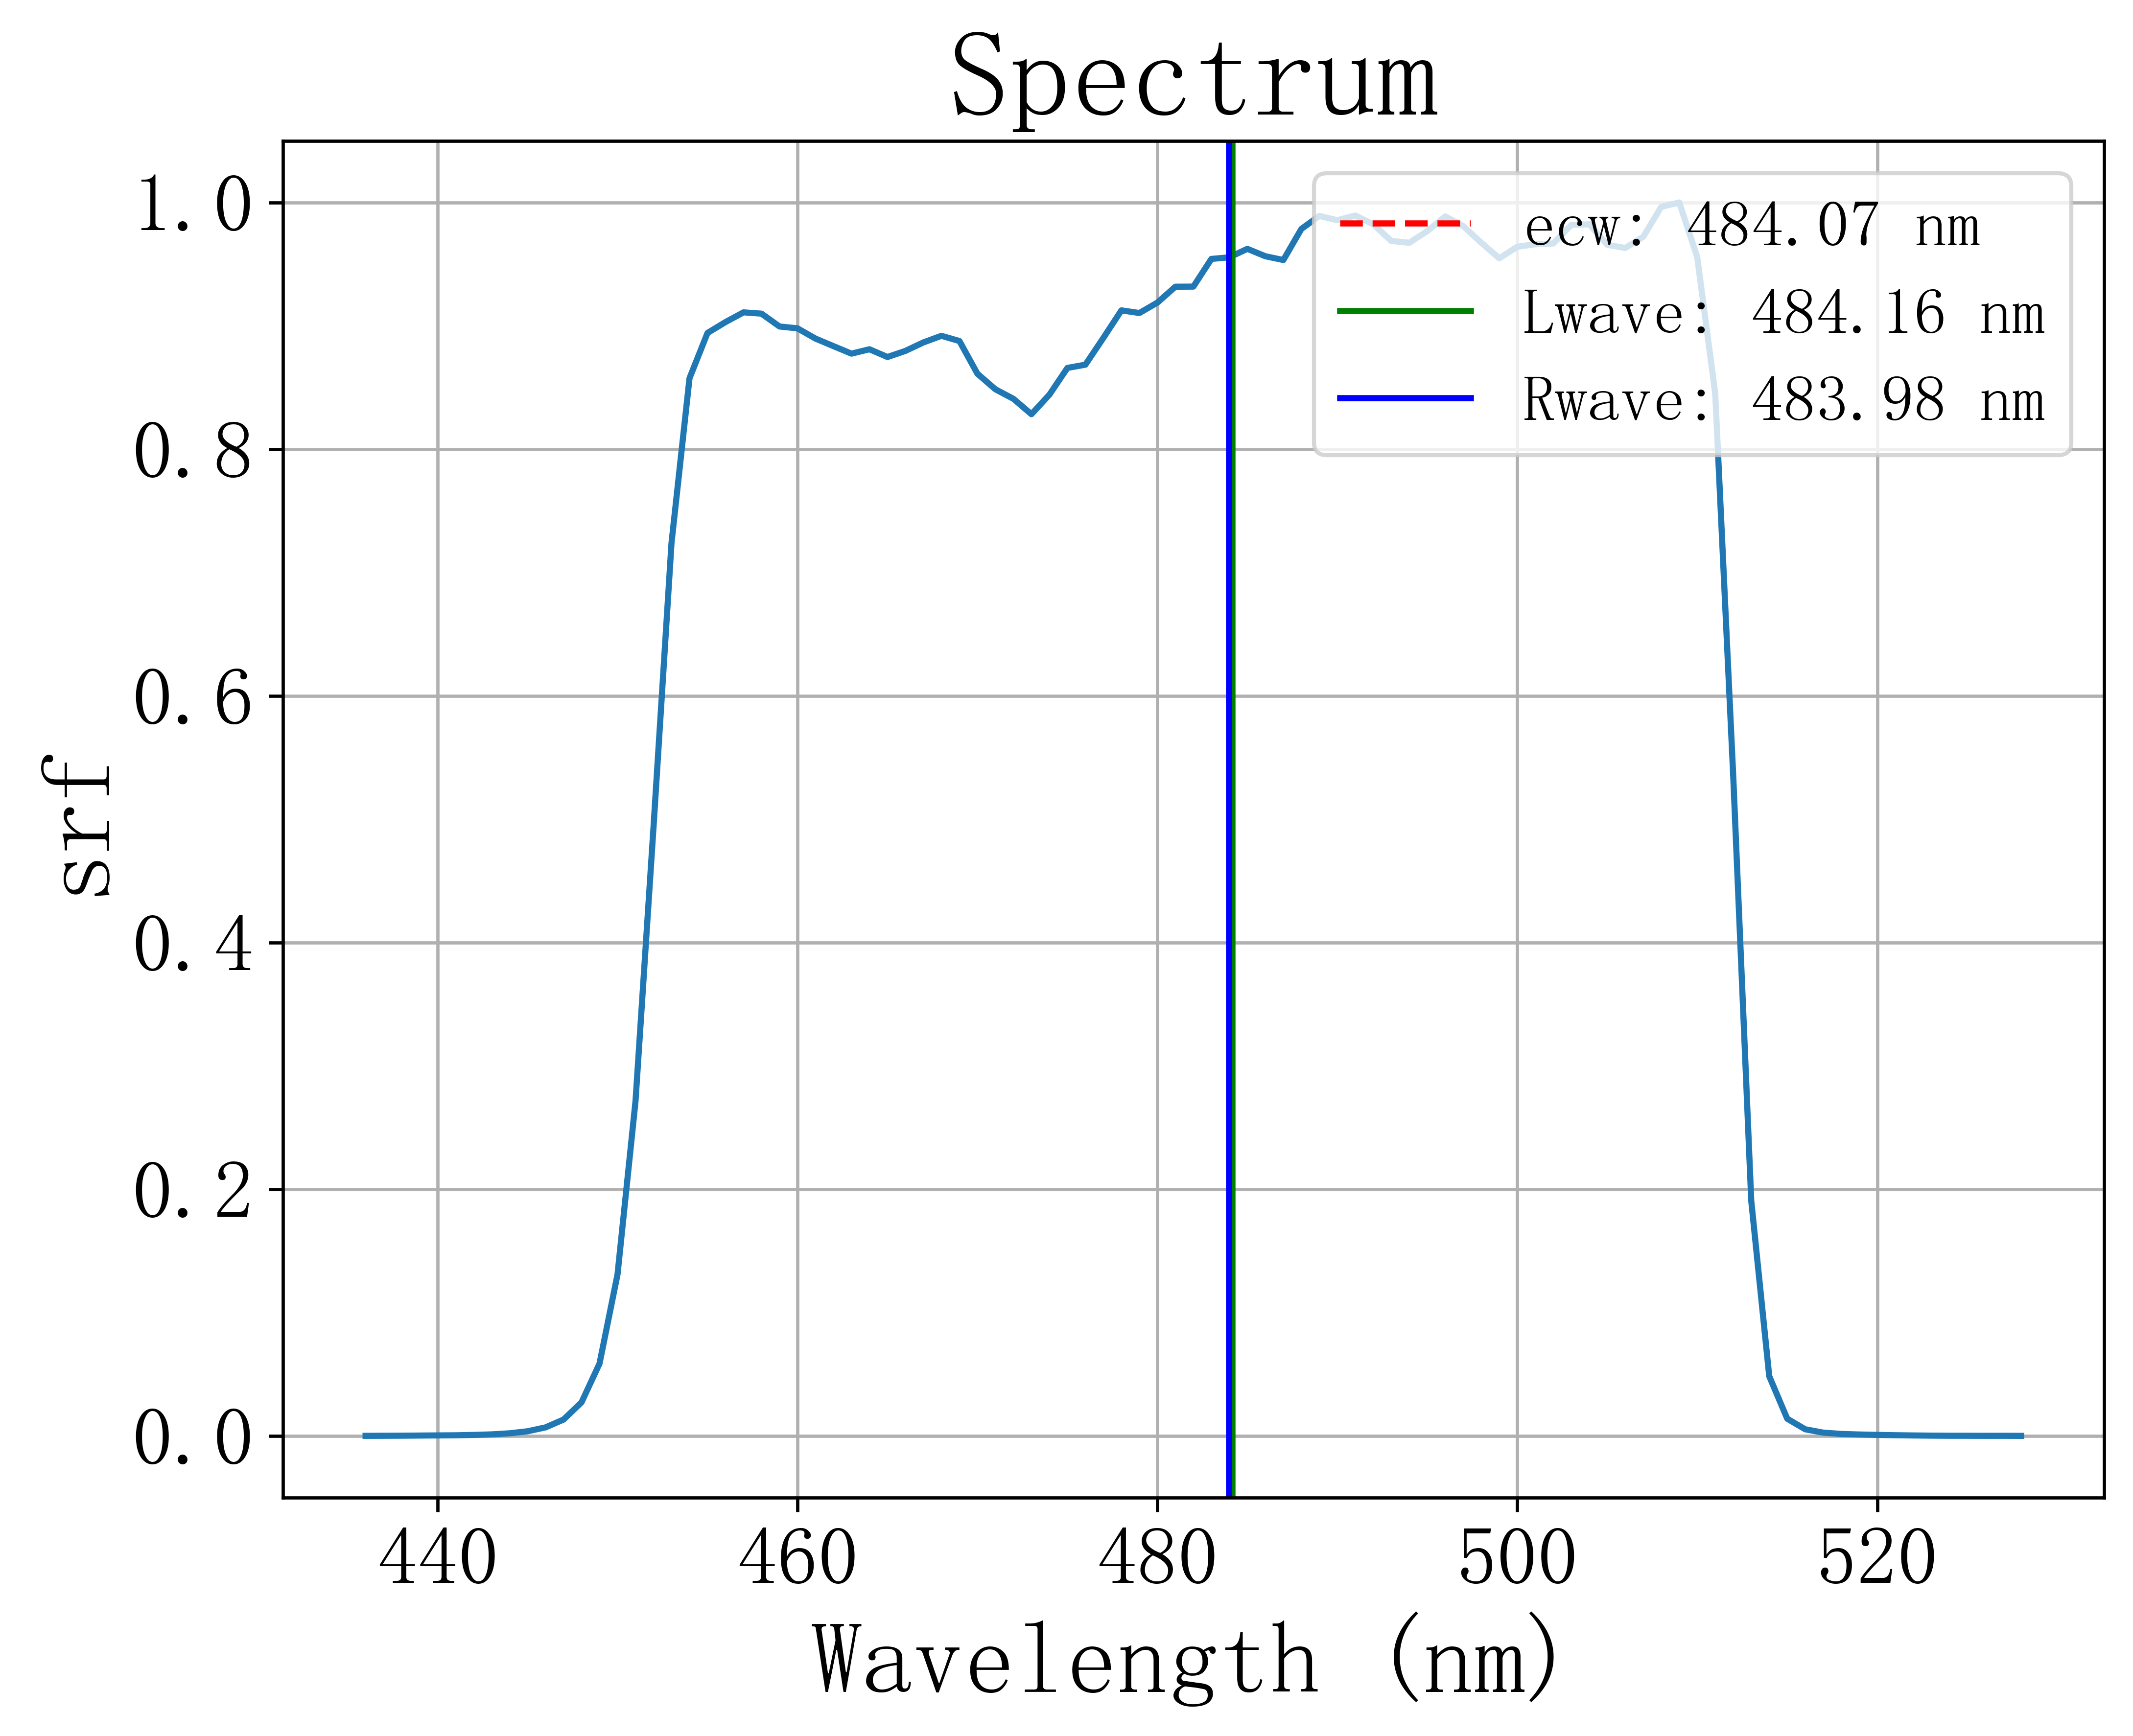 Spectrum
1.0
0.8
0.6
0.4
0.2
0.0
srf
ecw: 484.07 nm
Lwave: 484.16 nm
Rwave: 483.98 nm
440 460 480 500 520
Wavelength (nm)